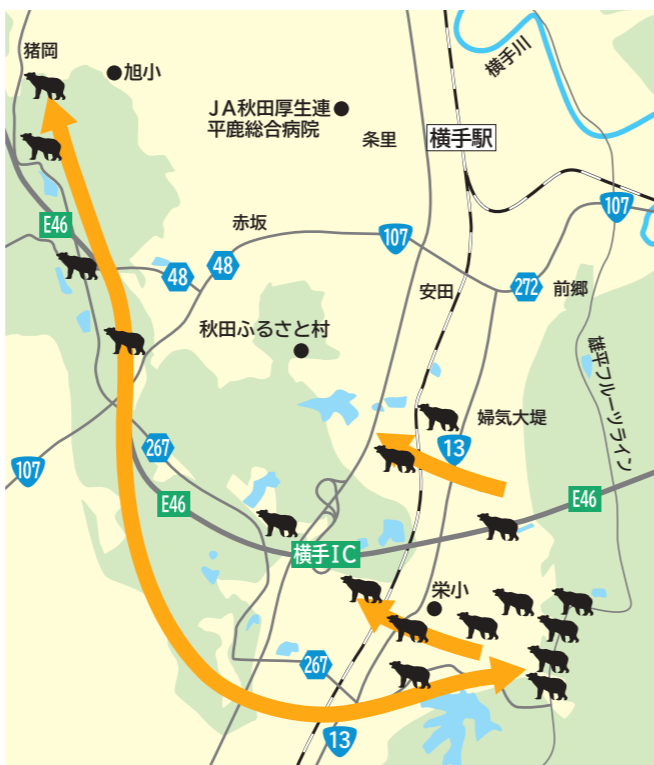 猪岡
旭小
横手川
JA秋田厚生連
平鹿総合病院
条里
横手駅
E46
赤坂
107
107
48
48
272
前郷
安田
秋田ふるさと村
雄平フルーツライン
婦気大堤
13
267
107
E46
E46
横手IC
栄小
267
13